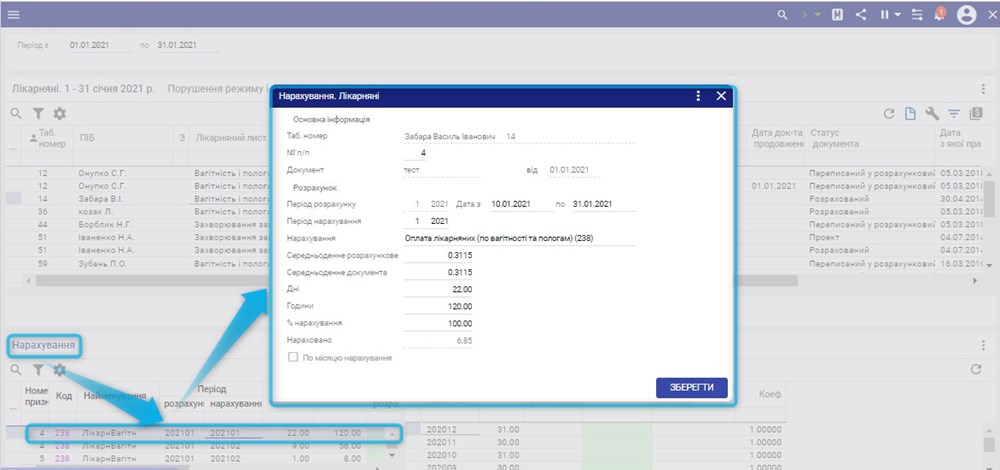 1
Період з 01.01.2021 по 31.01.2021
Лікарняні. 1 - 31 січня 2021 р. Порушення режиму
Таб. номер ПІБ З Лікарняний лист
Дата док-та продовжен Статус документа Дата з якої пра
12 Онупко С.Г. Вагітність і полог Переписаний у розрахунковий 05.03.201
12 Онупко С.Г. Вагітність і полог 01.01.2021 Переписаний у розрахунковий 05.03.201
14 Забара В.І. Вагітність і полог Розрахований 30.04.201
36 козак Л. Вагітність і полог Розрахований 05.03.201
44 Борблик Н.Г. Захворювання за Переписаний у розрахунковий 05.03.201
51 Іваненко Н.А. Захворювання за Проект 04.07.201
51 Іваненко Н.А. Захворювання за Розрахований 04.07.201
59 Зубань П.О. Вагітність і полог Переписаний у розрахунковий 16.03.201
Нарахування. Лікарняні
Основна інформація
Таб. номер Забара Василь Іванович 14
№ п/п 4
Документ тест від 01.01.2021
Розрахунок
Період розрахунку 1 2021 Дата з 10.01.2021 по 31.01.2021
Період нарахування 1 2021
Нарахування Оплата лікарняних (по вагітності та пологам) (238)
Середньоденне розрахункове 0.3115
Середньоденне документа 0.3115
Дні 22.00
Години 120.00
% нарахування 100.00
Нараховано 6.85
По місяцю нарахування
ЗБЕРЕГТИ
Нарахування
Номе призн Код Найменування Період розрахун нарахування Коеф
4 238 ЛікарнВагітн 202101 202101 22.00 120.00 202012 31.00 1.00000
4 238 ЛікарнВагітн 202101 202102 9.00 56.00 202011 30.00 1.00000
5 238 ЛікарнВагітн 202102 202102 1.00 8.00 202010 31.00 1.00000
202009 30.00 1.00000